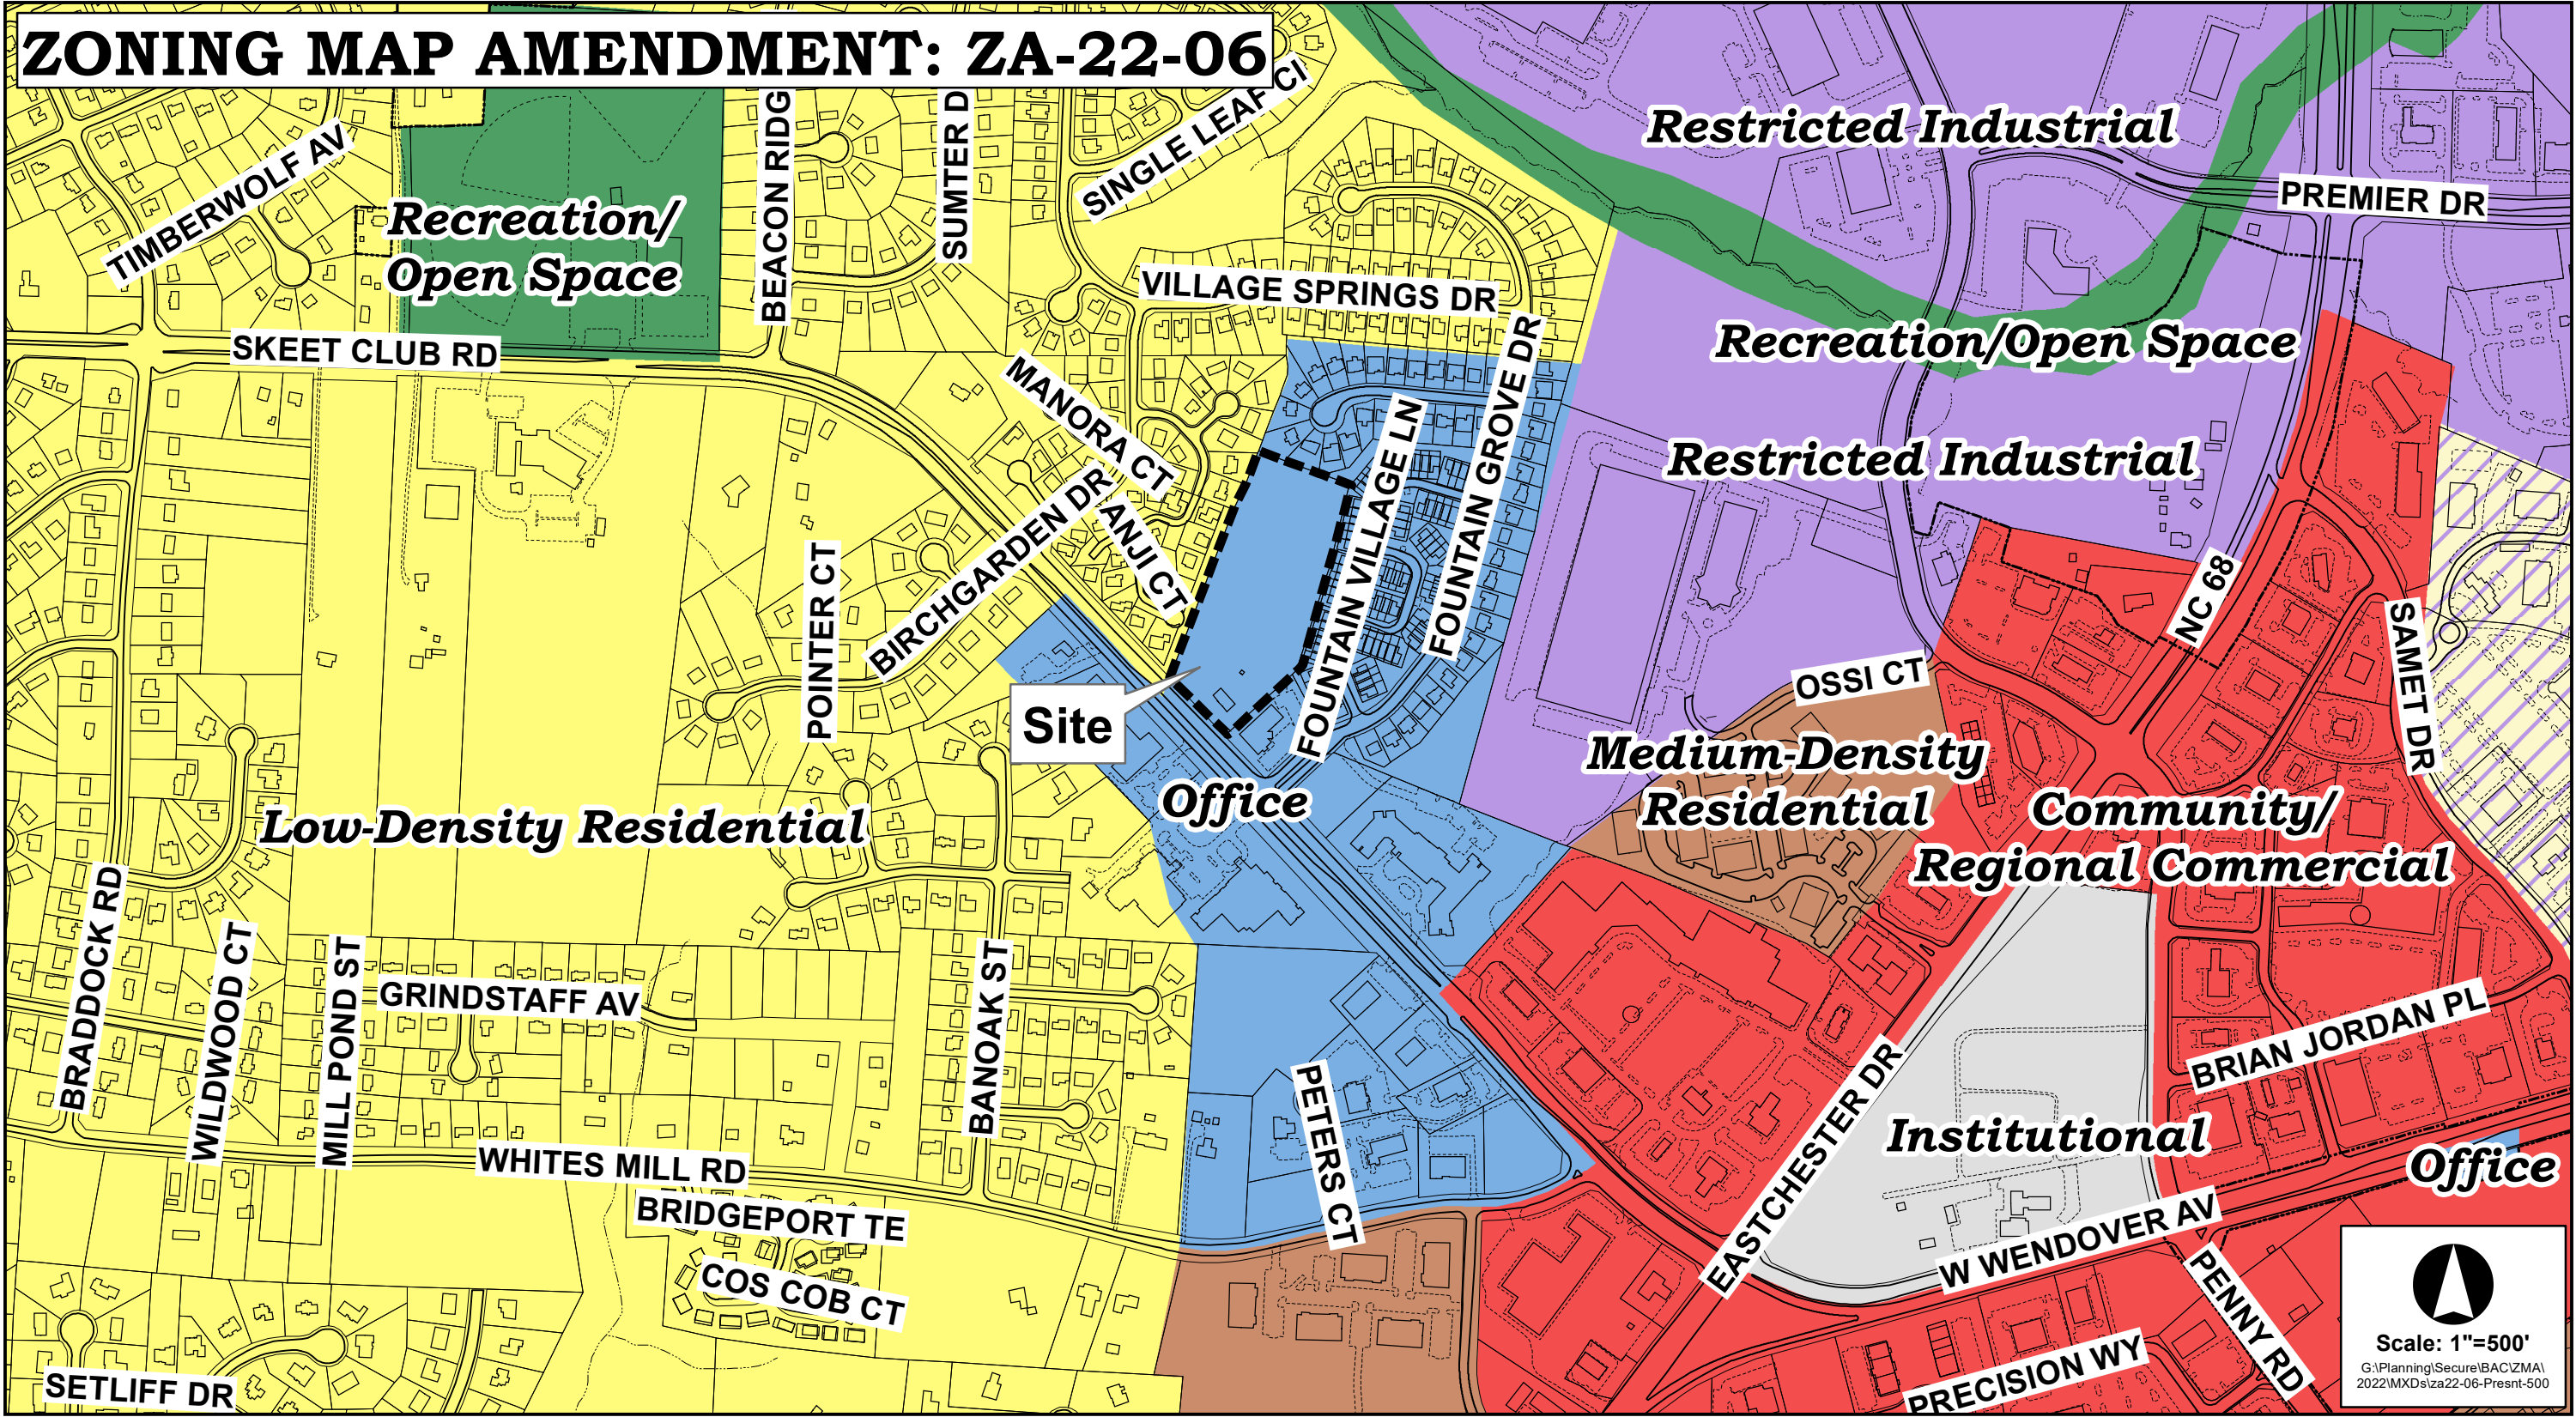 ZONING MAP AMENDMENT: ZA-22-06
SINGLE LEAF CI
BEACON RIDG
SUMTER D
TIMBERWOLF AV
Recreation/
Open Space
Restricted Industrial
PREMIER DR
VILLAGE SPRINGS DR
SKEET CLUB RD
Recreation/Open Space
MANORA CT
FOUNTAIN VILLAGE LN
FOUNTAIN GROVE DR
Restricted Industrial
BIRCHGARDEN DR
ANJI CT
POINTER CT
NC 68
SAMET DR
OSSI CT
Site
Medium-Density
Residential
Office
Low-Density Residential
Community/
Regional Commercial
BRADDOCK RD
WILDWOOD CT
MILL POND ST
GRINDSTAFF AV
BANOAK ST
BRIAN JORDAN PL
PETERS CT
EASTCHESTER DR
Institutional
Office
WHITES MILL RD
BRIDGEPORT TE
COS COB CT
W WENDOVER AV
PENNY RD
PRECISION WY
SETLIFF DR
Scale: 1"=500'
G:\Planning\Secure\BAC\ZMA\
2022\MXDs\za22-06-Presnt-500